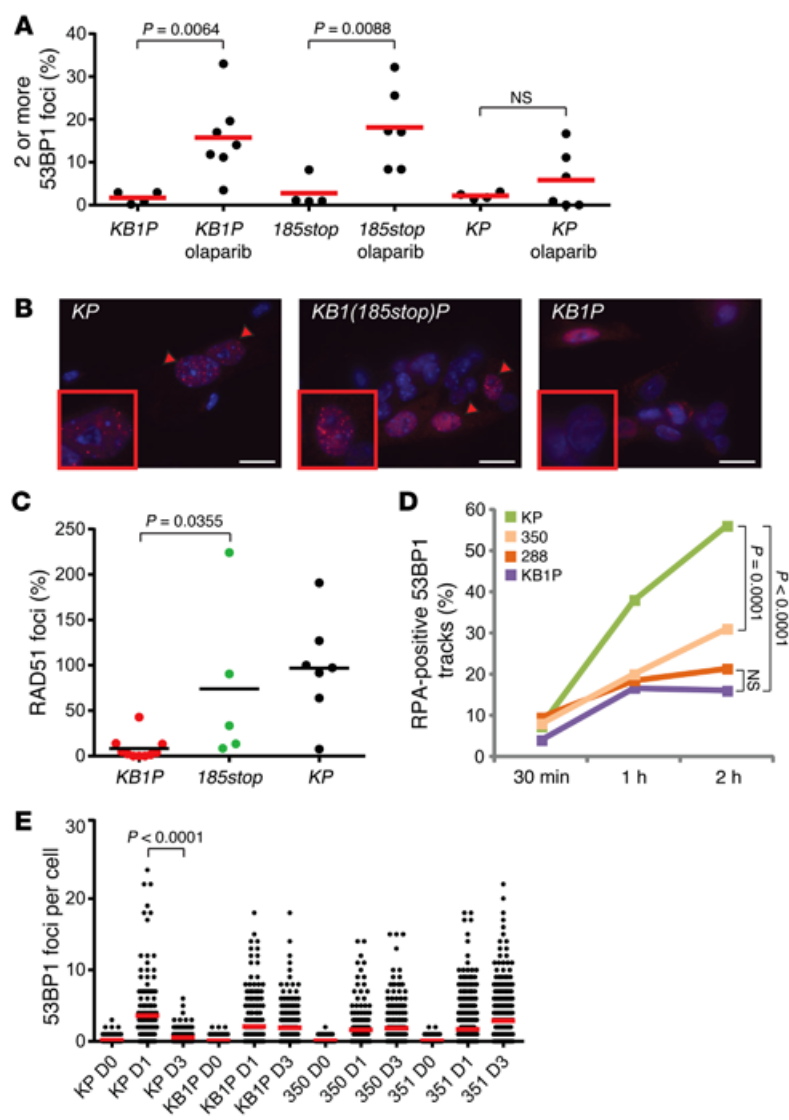 A
2 or more
53BP1 foci (%)
40
30
20
10
0
P = 0.0064
P = 0.0088
NS
KB1P
KB1P
olaparib
185stop
185stop
olaparib
KP
KP
olaparib
B
KP
KB1(185stop)P
KB1P
C
RAD51 foci (%)
250
200
150
100
50
0
P = 0.0355
KB1P
185stop
KP
D
RPA-positive 53BP1
tracks (%)
60
50
40
30
20
10
0
KP
350
288
KB1P
P = 0.0001
P < 0.0001
NS
30 min
1 h
2 h
E
53BP1 foci per cell
30
20
10
0
P < 0.0001
KP D0
KP D1
KP D3
KB1P D0
KB1P D1
KB1P D3
350 D0
350 D1
350 D3
351 D0
351 D1
351 D3